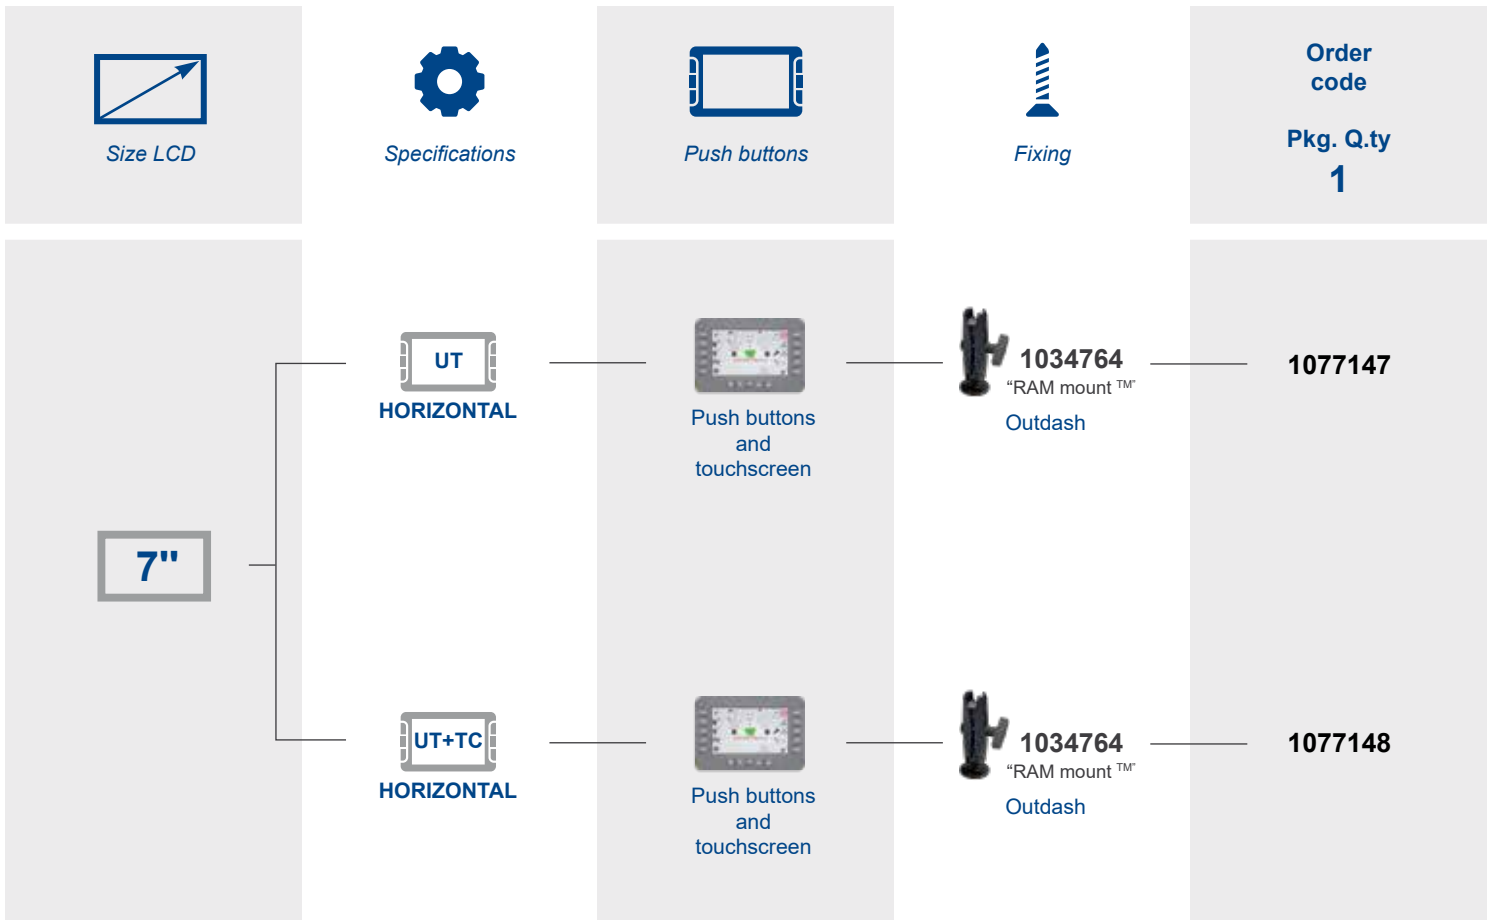 Size LCD
Specifications
Push buttons
Fixing
Order
code
Pkg. Q.ty
1
7"
UT
HORIZONTAL
Push buttons
and
touchscreen
1034764
“RAM mount ™”
Outdash
1077147
UT+TC
HORIZONTAL
Push buttons
and
touchscreen
1034764
“RAM mount ™”
Outdash
1077148